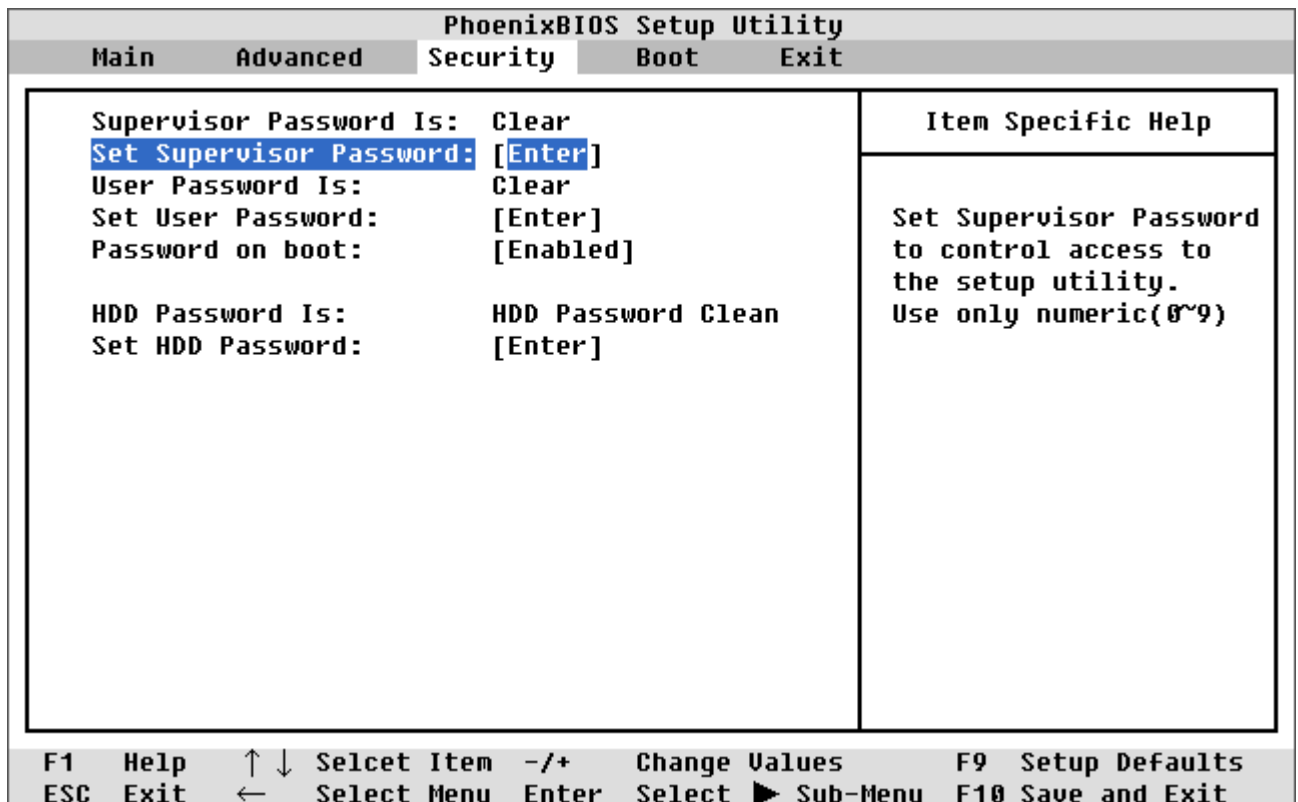 PhoenixBIOS Setup Utility
Main Advanced Security Boot Exit
Supervisor Password Is: Clear
Set Supervisor Password: [Enter]
User Password Is: Clear
Set User Password: [Enter]
Password on boot: [Enabled]
HDD Password Is: HDD Password Clean
Set HDD Password: [Enter]
Item Specific Help
Set Supervisor Password
to control access to
the setup utility.
Use only numeric(0~9)
F1 Help ↑↓ Selcet Item -/+ Change Values F9 Setup Defaults
ESC Exit ← Select Menu Enter Select ▶ Sub-Menu F10 Save and Exit